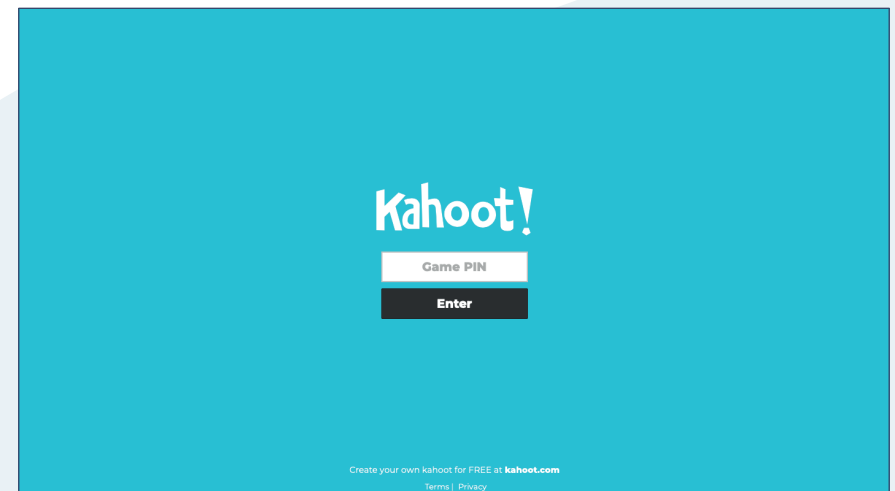 Kahoot!
Game PIN
Enter
Create your own kahoot for FREE at kahoot.com
Terms | Privacy